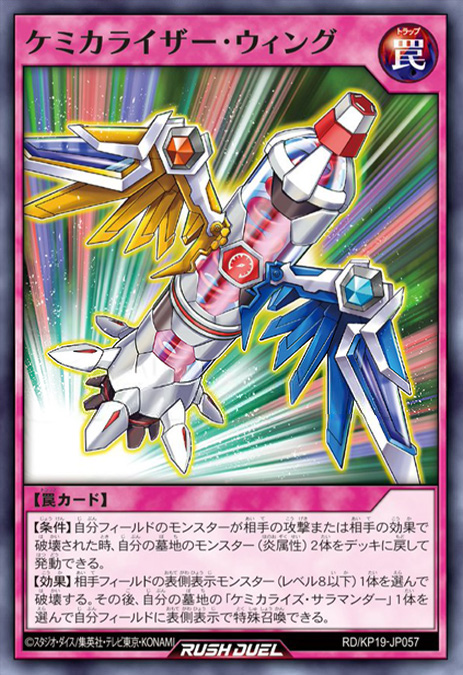 ケミカライザー・ウィング
トラップ
罠
【罠カード】
【条件】自分フィールドのモンスターが相手の攻撃または相手の効果で
破壊された時、自分の墓地のモンスター(炎属性)2体をデッキに戻して
発動できる。
【効果】相手フィールドの表側表示モンスター(レベル8以下)1体を選んで
破壊する。その後、自分の墓地の「ケミカライズ・サラマンダー」1体を
選んで自分フィールドに表側表示で特殊召喚できる。
©スタジオ・ダイス/集英社・テレビ東京・KONAMI
RUSH DUEL
RD/KP19-JP057